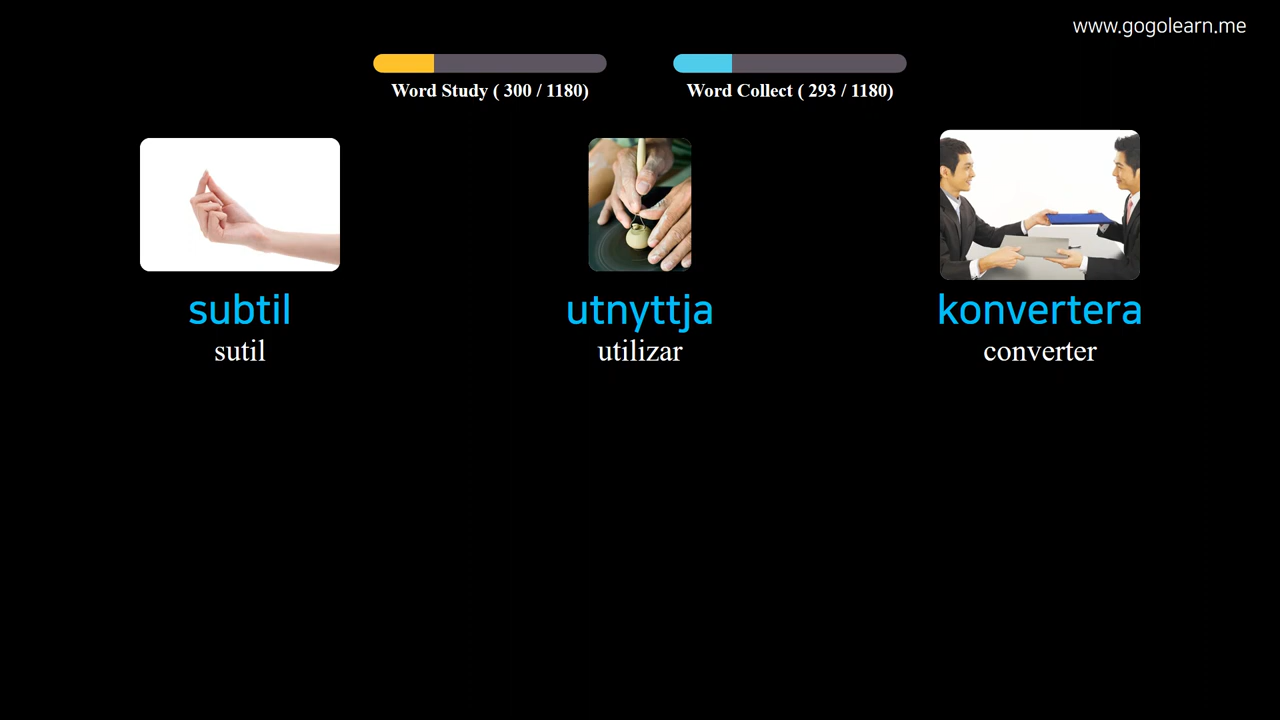 www.gogolearn.me
Word Study ( 300 / 1180)
Word Collect ( 293 / 1180)
subtil
sutil
utnyttja
utilizar
konvertera
converter